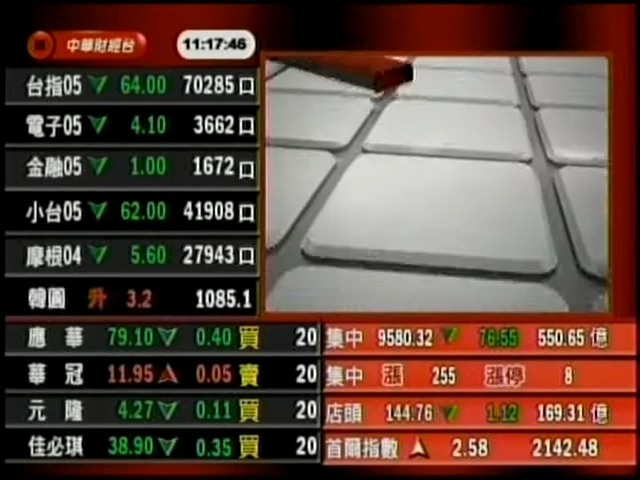 中華財經台 11:17:46
台指05 64.00 70285口
電子05 4.10 3662口
金融05 1.00 1672口
小台05 62.00 41908口
摩根04 5.60 27943口
韓圓 升 3.2 1085.1
應華 79.10 0.40 買 20
華冠 11.95 0.05 賣 20
元隆 4.27 0.11 買 20
佳必琪 38.90 0.35 買 20
集中 9580.32 76.55 550.65 億
集中 漲 255 漲停 8
店頭 144.76 1.12 169.31 億
首爾指數 2.58 2142.48